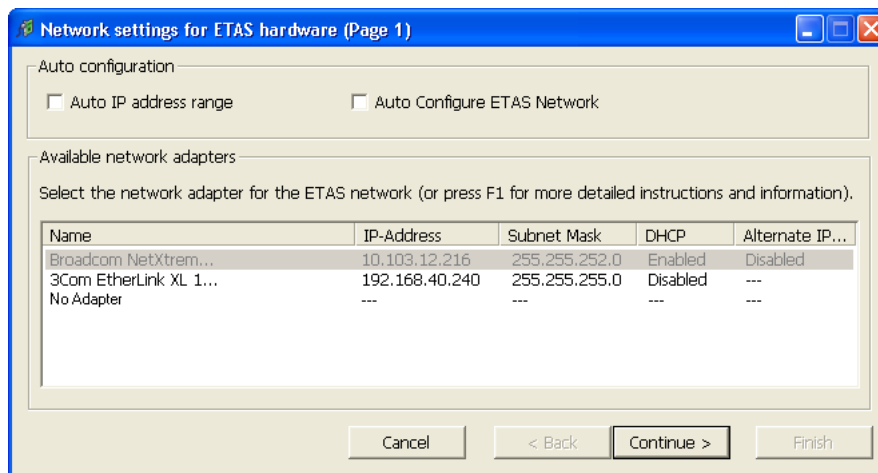 Network settings for ETAS hardware (Page 1)
Auto configuration
Auto IP address range Auto Configure ETAS Network
Available network adapters
Select the network adapter for the ETAS network (or press F1 for more detailed instructions and information).
Name IP-Address Subnet Mask DHCP Alternate IP...
Broadcom NetXtrem... 10.103.12.216 255.255.252.0 Enabled Disabled
3Com EtherLink XL 1... 192.168.40.240 255.255.255.0 Disabled ---
No Adapter --- --- --- ---
Cancel < Back Continue > Finish